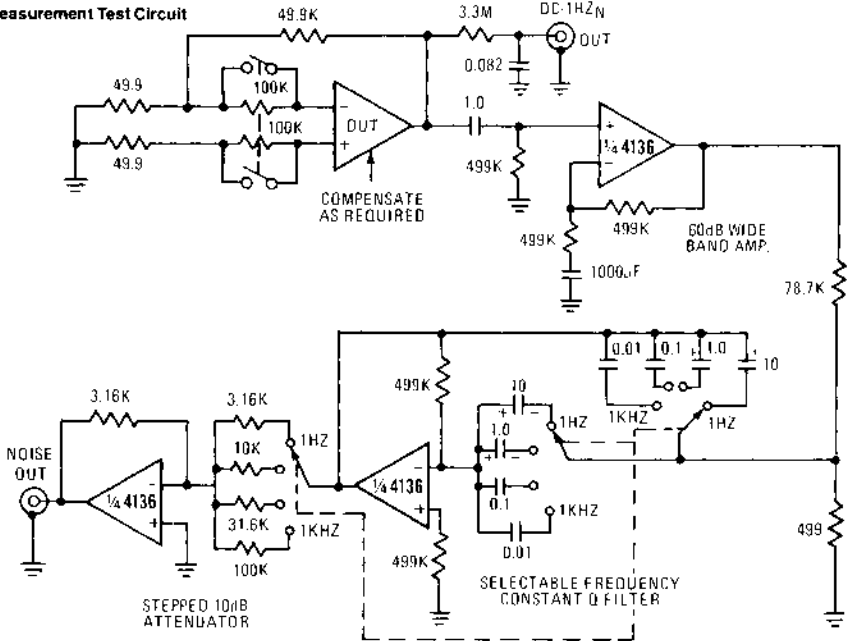 easurement Test Circuit
49.9K
3.3M
DC-1HZN
OUT
0.082
100K
49.9
1.0
DUT
100K
+
¼ 4136
49.9
499K
COMPENSATE
AS REQUIRED
499K
499K
60dB WIDE
BAND AMP.
1000µF
78.7K
0.01
0.1
1.0
10
3.16K
3.16K
499K
10
1HZ
1KHZ
1HZ
NOISE
OUT
1HZ
10K
1.0
¼ 4136
¼ 4136
31.6K
0.1
1KHZ
1KHZ
499
100K
499K
0.01
STEPPED 10dB
ATTENUATOR
SELECTABLE FREQUENCY
CONSTANT Q FILTER